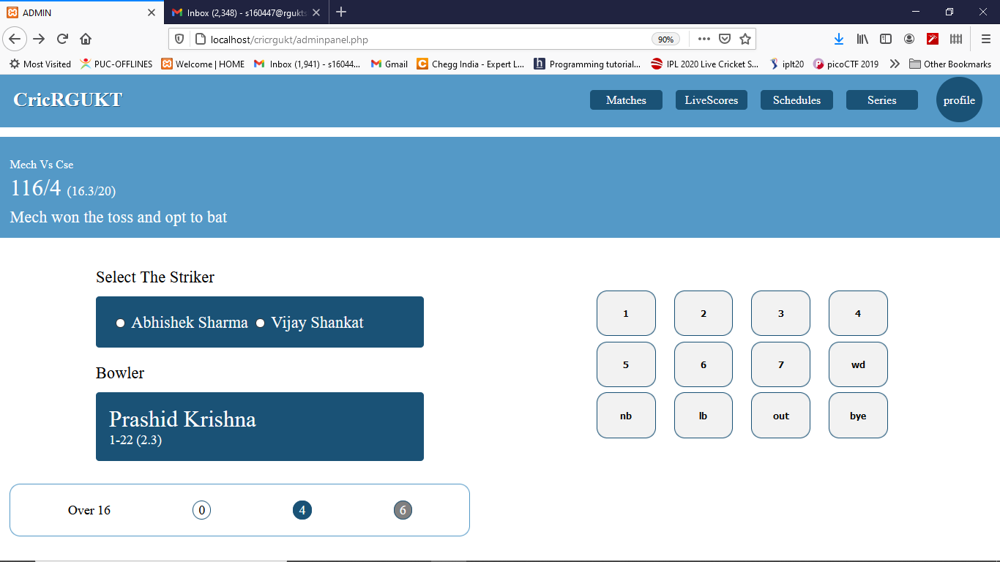 ADMIN
Inbox (2,348) - s160447@rgukts
localhost/cricrgukt/adminpanel.php
90%
Most Visited
PUC-OFFLINES
Welcome | HOME
Inbox (1,941) - s16044...
Gmail
Chegg India - Expert L...
Programming tutorial...
IPL 2020 Live Cricket S...
iplt20
picoCTF 2019
Other Bookmarks
CricRGUKT
Matches
LiveScores
Schedules
Series
profile
Mech Vs Cse
116/4 (16.3/20)
Mech won the toss and opt to bat
Select The Striker
Abhishek Sharma Vijay Shankat
Bowler
Prashid Krishna
1-22 (2.3)
Over 16 0 4 6
1 2 3 4
5 6 7 wd
nb lb out bye